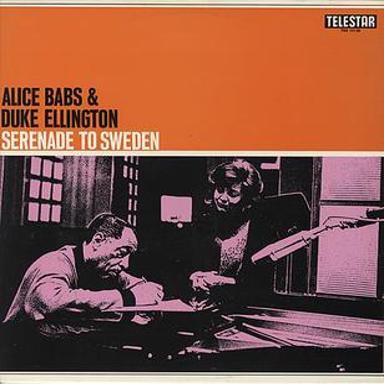 TELESTAR
ALICE BABS &
DUKE ELLINGTON
SERENADE TO SWEDEN